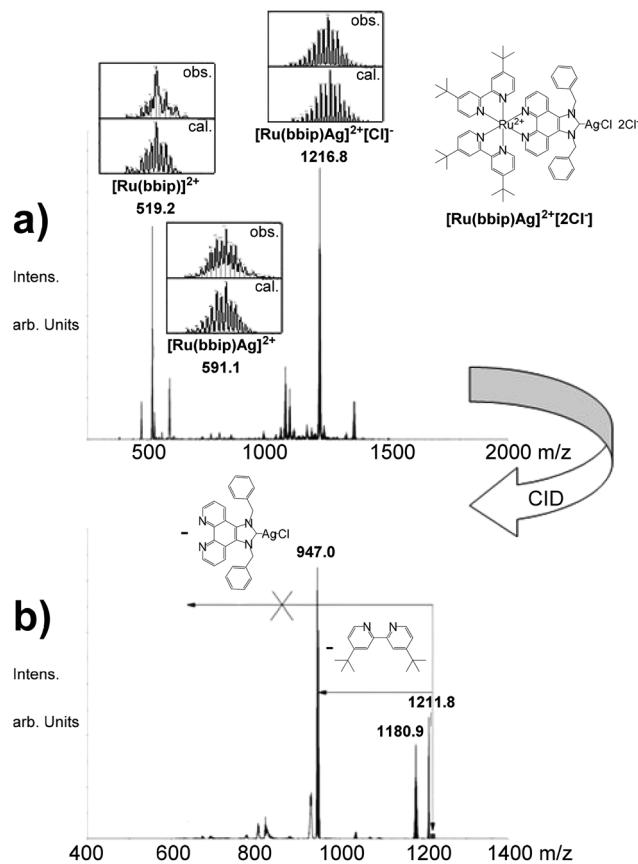 obs.
cal.
[Ru(bbip)Ag]²⁺[Cl]⁻
1216.8
obs.
cal.
[Ru(bbip)]²⁺
519.2
N
N
N
N
Ru²⁺
N
N
N
N
AgCl 2Cl⁻
[Ru(bbip)Ag]²⁺[2Cl⁻]
a)
obs.
cal.
[Ru(bbip)Ag]²⁺
591.1
Intens.
arb. Units
500 1000 1500 2000 m/z
CID
-
N
N
N
N
AgCl
b)
947.0
-
N
N
1211.8
1180.9
Intens.
arb. Units
400 600 800 1000 1200 1400 m/z